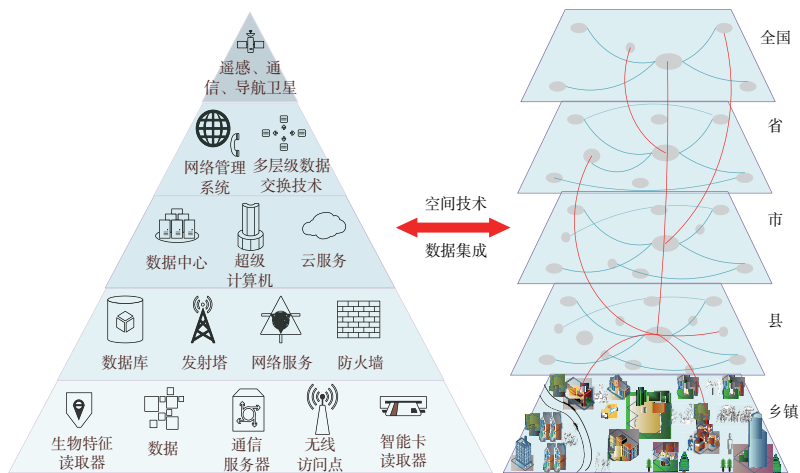 遥感、通
信、导航卫星
网络管理
系统
多层级数据
交换技术
数据中心
超级
计算机
云服务
数据库
发射塔
网络服务
防火墙
生物特征
读取器
数据
通信
服务器
无线
访问点
智能卡
读取器
空间技术
数据集成
全国
省
市
县
乡镇